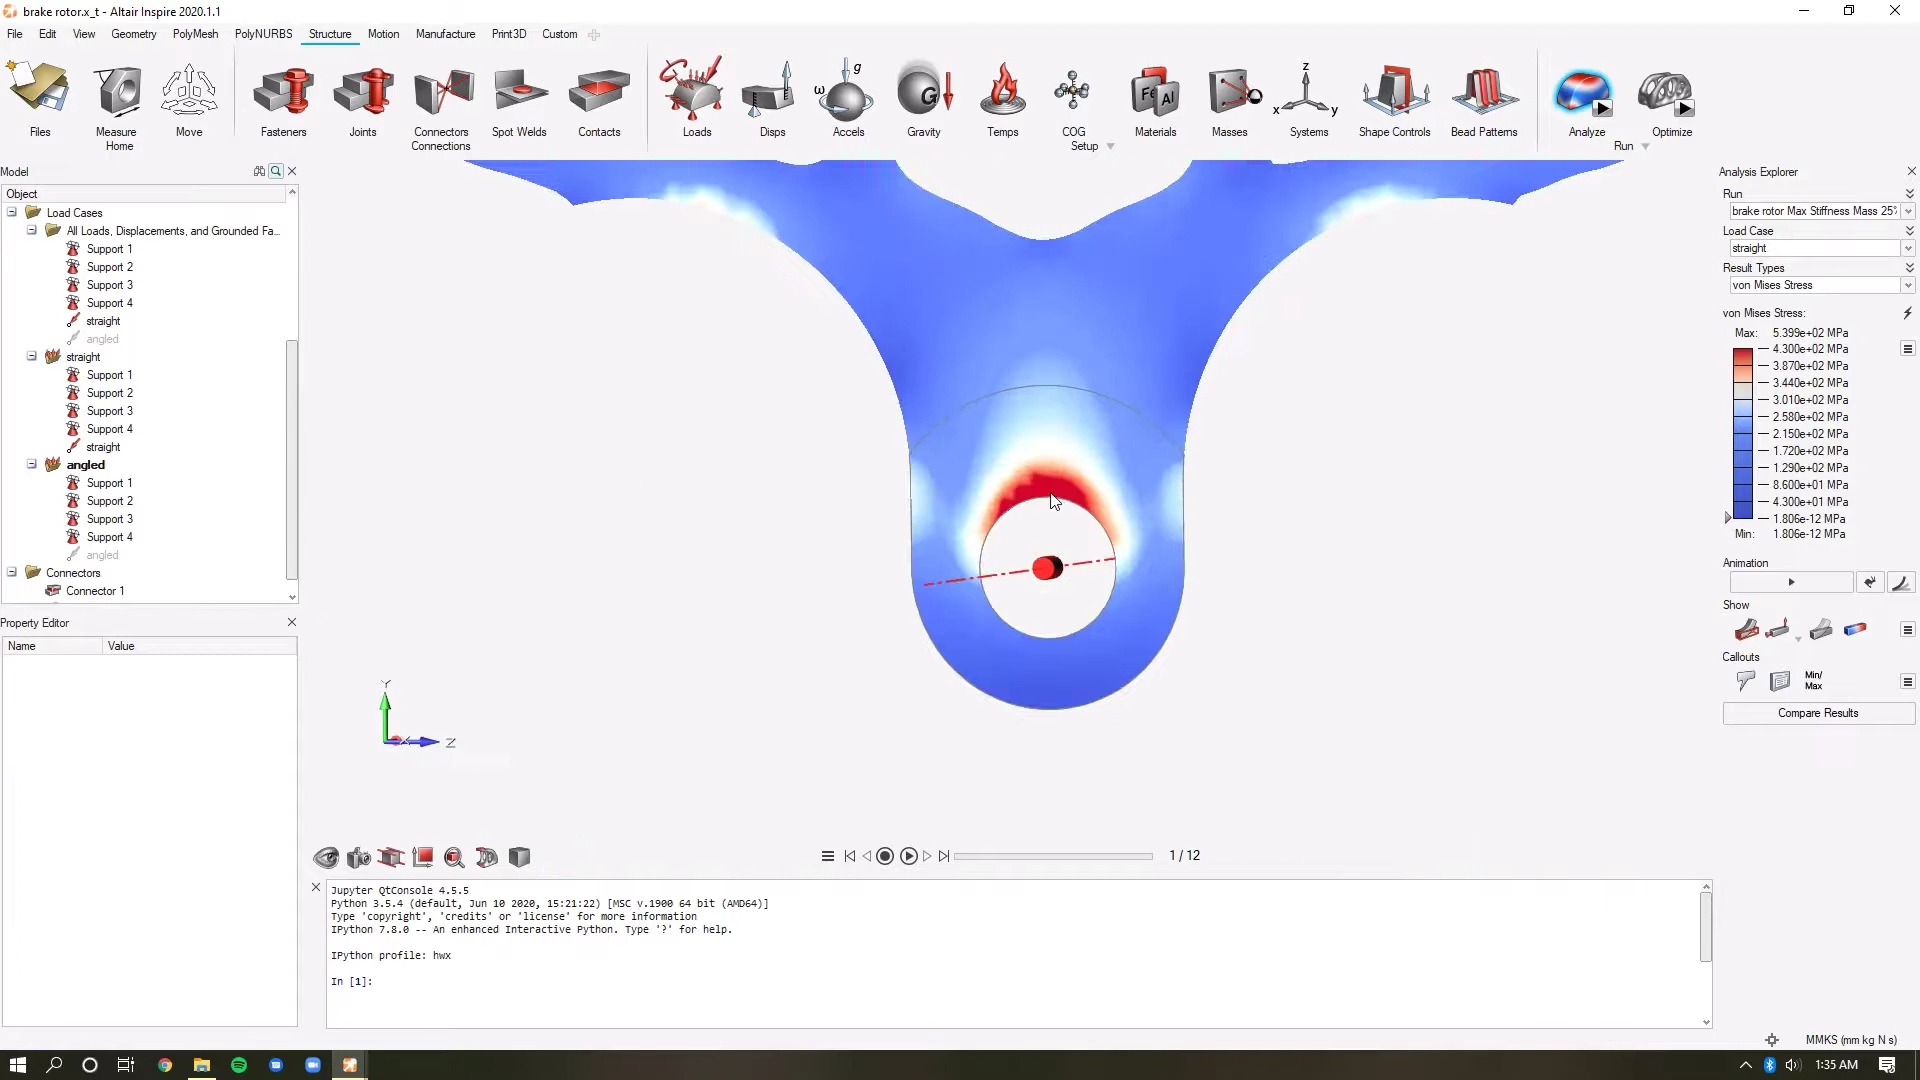 brake rotor.x_t - Altair Inspire 2020.1.1
File Edit View Geometry PolyMesh PolyNURBS Structure Motion Manufacture Print3D Custom
Files Measure Move Fasteners Joints Connectors Spot Welds Contacts Loads Disps Accels Gravity Temps COG Materials Masses Systems Shape Controls Bead Patterns Analyze Optimize
Home Connections Setup Run
Model
Object
Load Cases
All Loads, Displacements, and Grounded Fa...
Support 1
Support 2
Support 3
Support 4
straight
angled
straight
Support 1
Support 2
Support 3
Support 4
straight
angled
Support 1
Support 2
Support 3
Support 4
angled
Connectors
Connector 1
Property Editor
Name Value
Y
Z
1 / 12
Jupyter QtConsole 4.5.5
Python 3.5.4 (default, Jun 10 2020, 15:21:22) [MSC v.1900 64 bit (AMD64)]
Type 'copyright', 'credits' or 'license' for more information
IPython 7.8.0 -- An enhanced Interactive Python. Type '?' for help.
IPython profile: hwx
In [1]:
Analysis Explorer
Run
brake rotor Max Stiffness Mass 25%
Load Case
straight
Result Types
von Mises Stress
von Mises Stress:
Max: 5.399e+02 MPa
4.300e+02 MPa
3.870e+02 MPa
3.440e+02 MPa
3.010e+02 MPa
2.580e+02 MPa
2.150e+02 MPa
1.720e+02 MPa
1.290e+02 MPa
8.600e+01 MPa
4.300e+01 MPa
1.806e-12 MPa
Min: 1.806e-12 MPa
Animation
Show
Callouts
Min/
Max
Compare Results
MMKS (mm kg N s)
1:35 AM